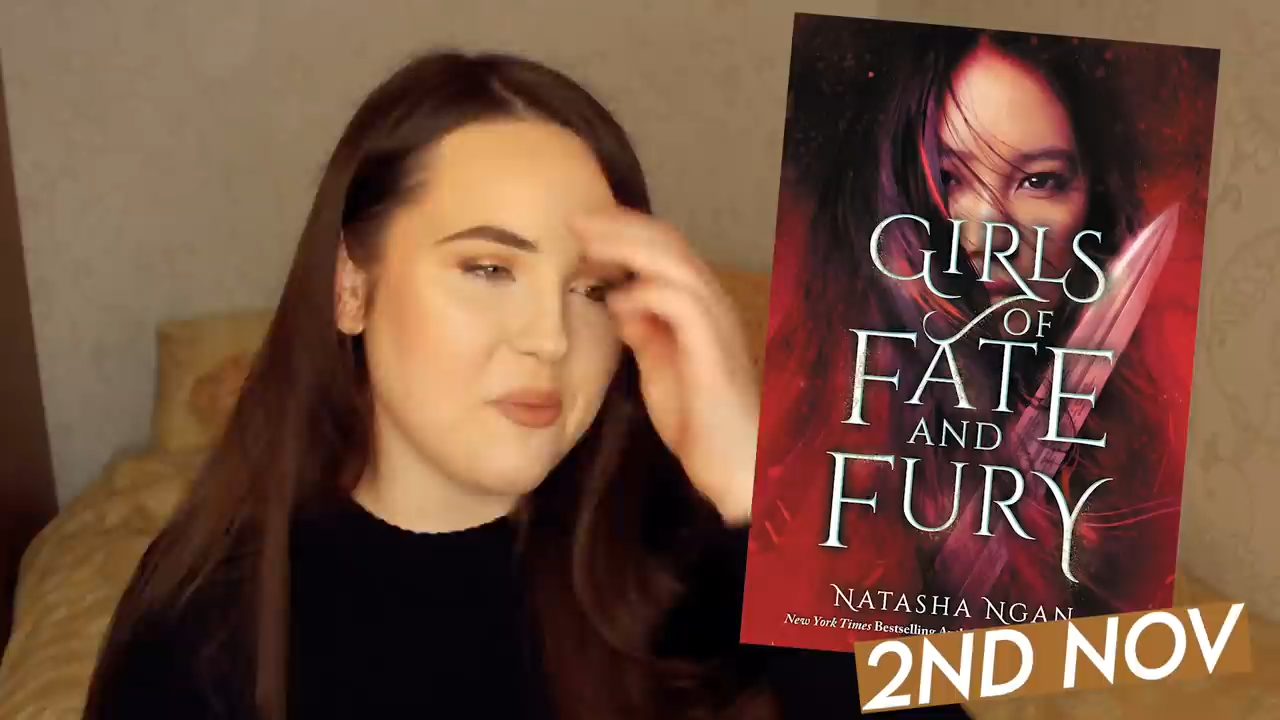 GIRLS
OF
FATE
AND
FURY
NATASHA NGAN
New York Times Bestselling
2ND NOV